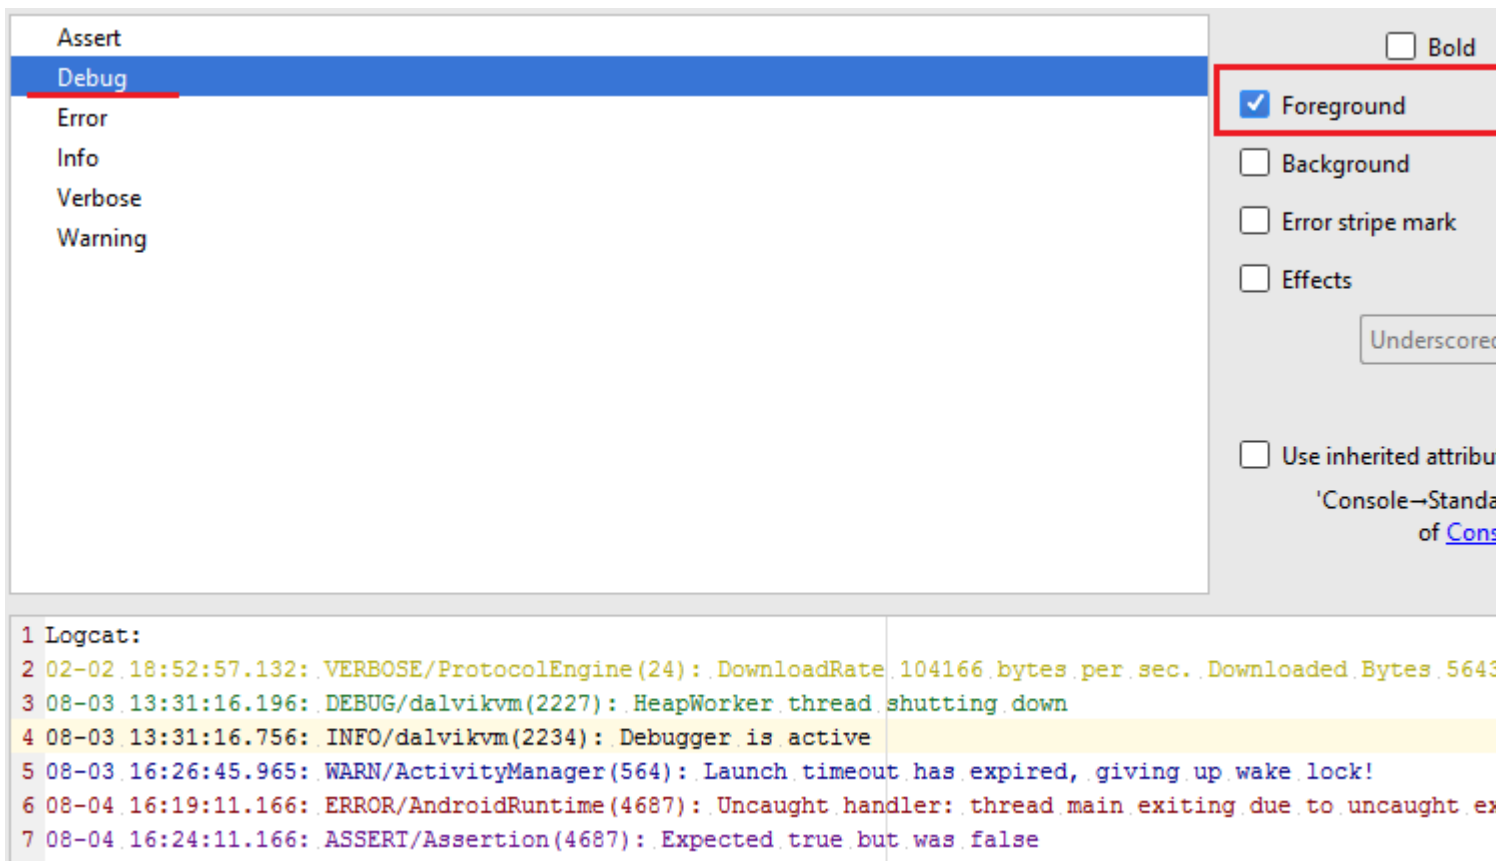 Assert
Debug
Error
Info
Verbose
Warning
Bold
Foreground
Background
Error stripe mark
Effects
Underscored
Use inherited attribu
'Console→Standa
of Cons
1 Logcat:
2 02-02 18:52:57.132: VERBOSE/ProtocolEngine(24): DownloadRate 104166 bytes per sec. Downloaded Bytes 5643
3 08-03 13:31:16.196: DEBUG/dalvikvm(2227): HeapWorker thread shutting down
4 08-03 13:31:16.756: INFO/dalvikvm(2234): Debugger is active
5 08-03 16:26:45.965: WARN/ActivityManager(564): Launch timeout has expired, giving up wake lock!
6 08-04 16:19:11.166: ERROR/AndroidRuntime(4687): Uncaught handler: thread main exiting due to uncaught ex
7 08-04 16:24:11.166: ASSERT/Assertion(4687): Expected true but was false